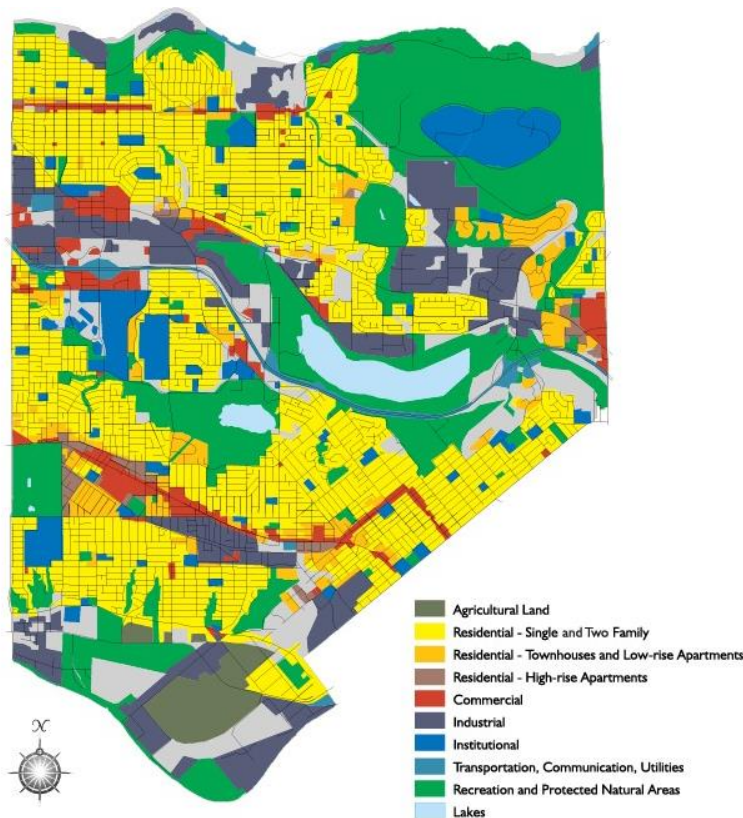 Agricultural Land
Residential - Single and Two Family
Residential - Townhouses and Low-rise Apartments
Residential - High-rise Apartments
Commercial
Industrial
Institutional
Transportation, Communication, Utilities
Recreation and Protected Natural Areas
Lakes
N